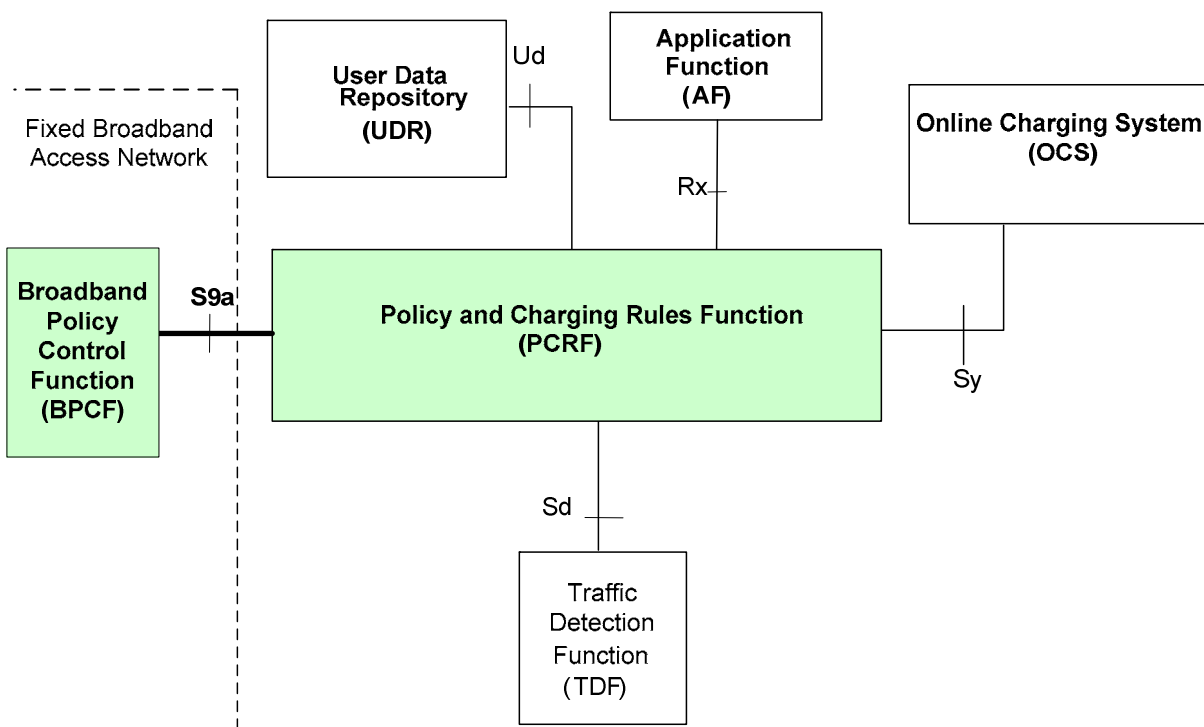 User Data
Repository
(UDR)
Ud
Application
Function
(AF)
Online Charging System
(OCS)
Fixed Broadband
Access Network
Rx
Broadband
Policy
Control
Function
(BPCF)
S9a
Policy and Charging Rules Function
(PCRF)
Sy
Sd
Traffic
Detection
Function
(TDF)